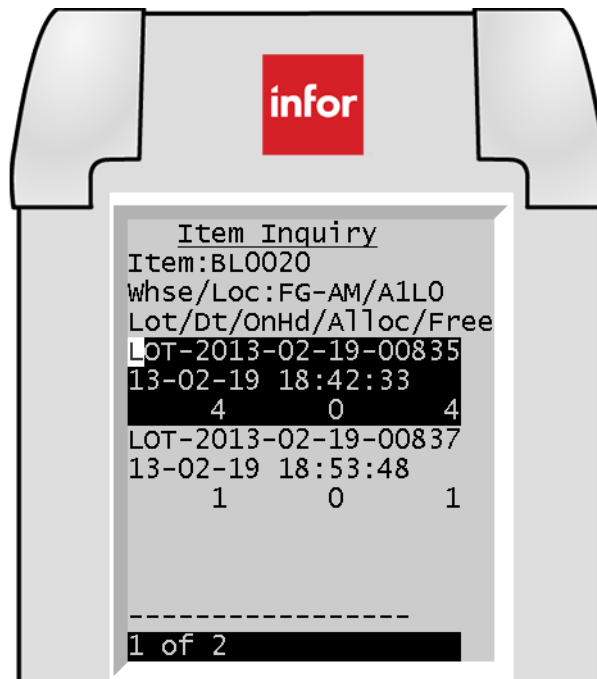 infor
Item Inquiry
Item:BL0020
Whse/Loc:FG-AM/A1L0
Lot/Dt/OnHd/Alloc/Free
LOT-2013-02-19-00835
13-02-19 18:42:33
4 0 4
LOT-2013-02-19-00837
13-02-19 18:53:48
1 0 1
-----------------
1 of 2